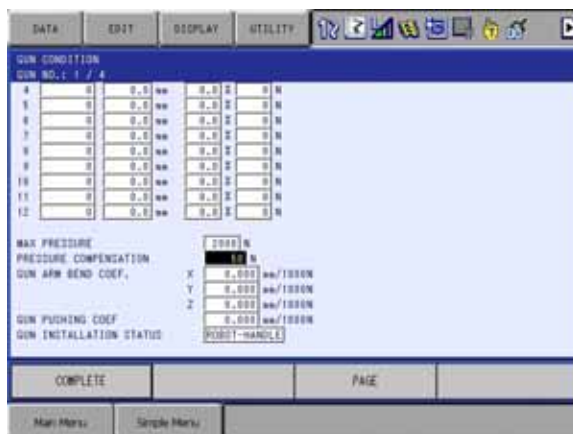 DATA EDIT DISPLAY UTILITY
GUN CONDITION
GUN NO.: 1 / 4
4 0 0.0 mm 0.0 % 0 N
5 0 0.0 mm 0.0 % 0 N
6 0 0.0 mm 0.0 % 0 N
7 0 0.0 mm 0.0 % 0 N
8 0 0.0 mm 0.0 % 0 N
9 0 0.0 mm 0.0 % 0 N
10 0 0.0 mm 0.0 % 0 N
11 0 0.0 mm 0.0 % 0 N
12 0 0.0 mm 0.0 % 0 N
MAX PRESSURE 2000 N
PRESSURE COMPENSATION 50 N
GUN ARM BEND COEF. X 0.000 mm/1000N
Y 0.000 mm/1000N
Z 0.000 mm/1000N
GUN PUSHING COEF 0.000 mm/1000N
GUN INSTALLATION STATUS ROBOT-HANDLE
COMPLETE PAGE
Main Menu Simple Menu